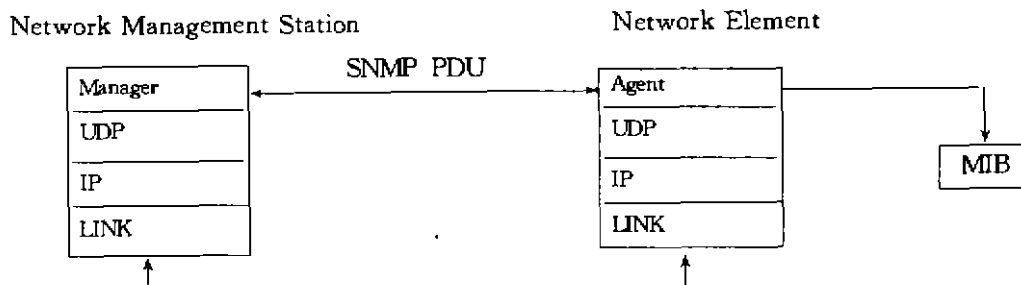 Network Management Station
Network Element
SNMP PDU
Manager
UDP
IP
LINK
Agent
UDP
IP
LINK
MIB